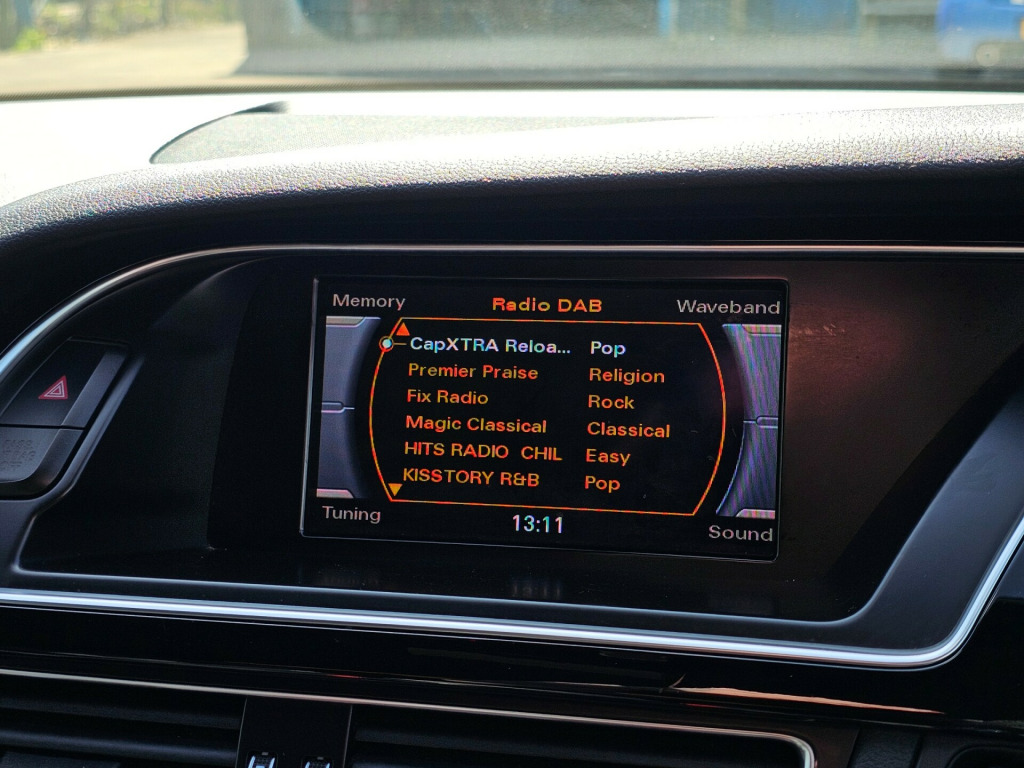 Memory Radio DAB Waveband
CapXTRA Reloa... Pop
Premier Praise Religion
Fix Radio Rock
Magic Classical Classical
HITS RADIO CHIL Easy
KISSTORY R&B Pop
Tuning 13:11 Sound